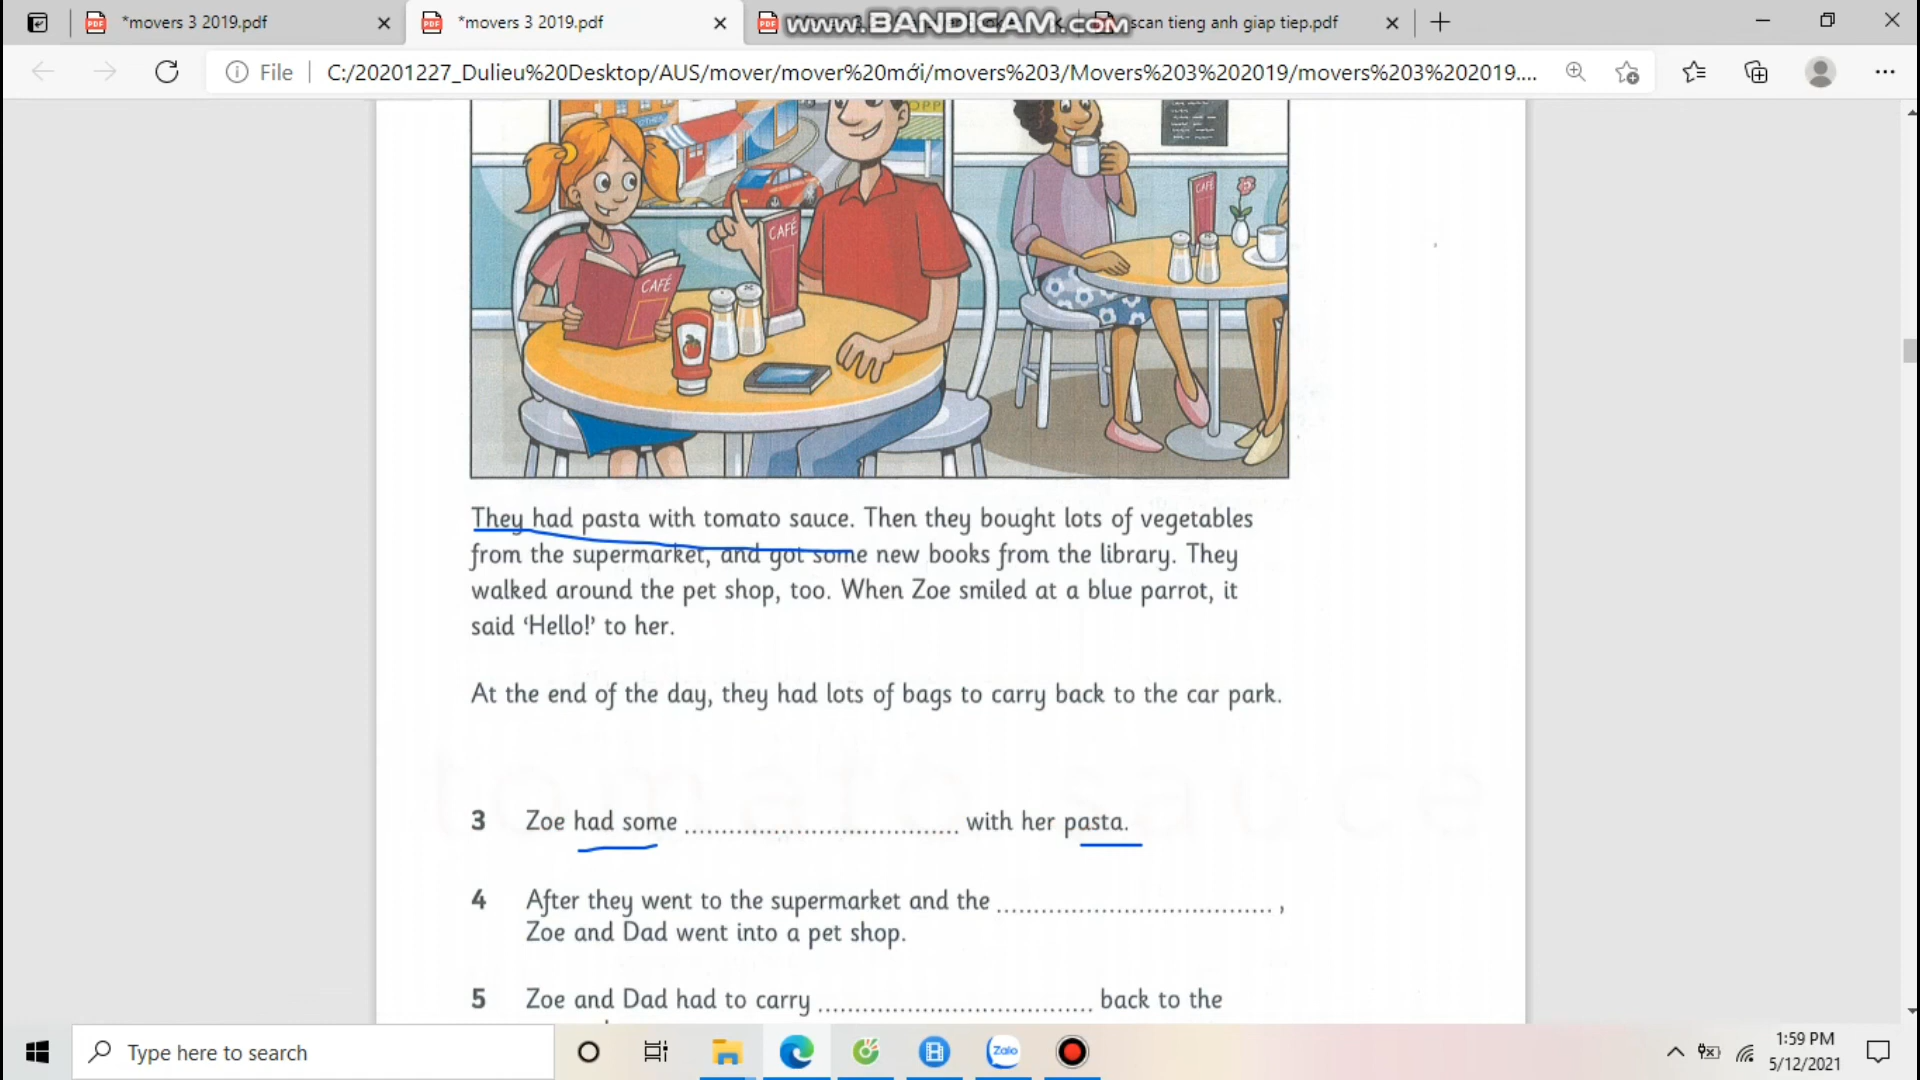 *movers 3 2019.pdf
*movers 3 2019.pdf
www.BANDICAM.com
scan tieng anh giap tiep.pdf
File
C:/20201227_Dulieu%20Desktop/AUS/mover/mover%20mới/movers%203/Movers%203%202019/movers%203%202019....
OPP
CAFÉ
CAFÉ
CAFÉ
They had pasta with tomato sauce. Then they bought lots of vegetables
from the supermarket, and got some new books from the library. They
walked around the pet shop, too. When Zoe smiled at a blue parrot, it
said ‘Hello!’ to her.
At the end of the day, they had lots of bags to carry back to the car park.
tomato sauce
3 Zoe had some ................................ with her pasta.
4 After they went to the supermarket and the ................................ ,
Zoe and Dad went into a pet shop.
5 Zoe and Dad had to carry ................................ back to the
Type here to search
Zalo
1:59 PM
5/12/2021